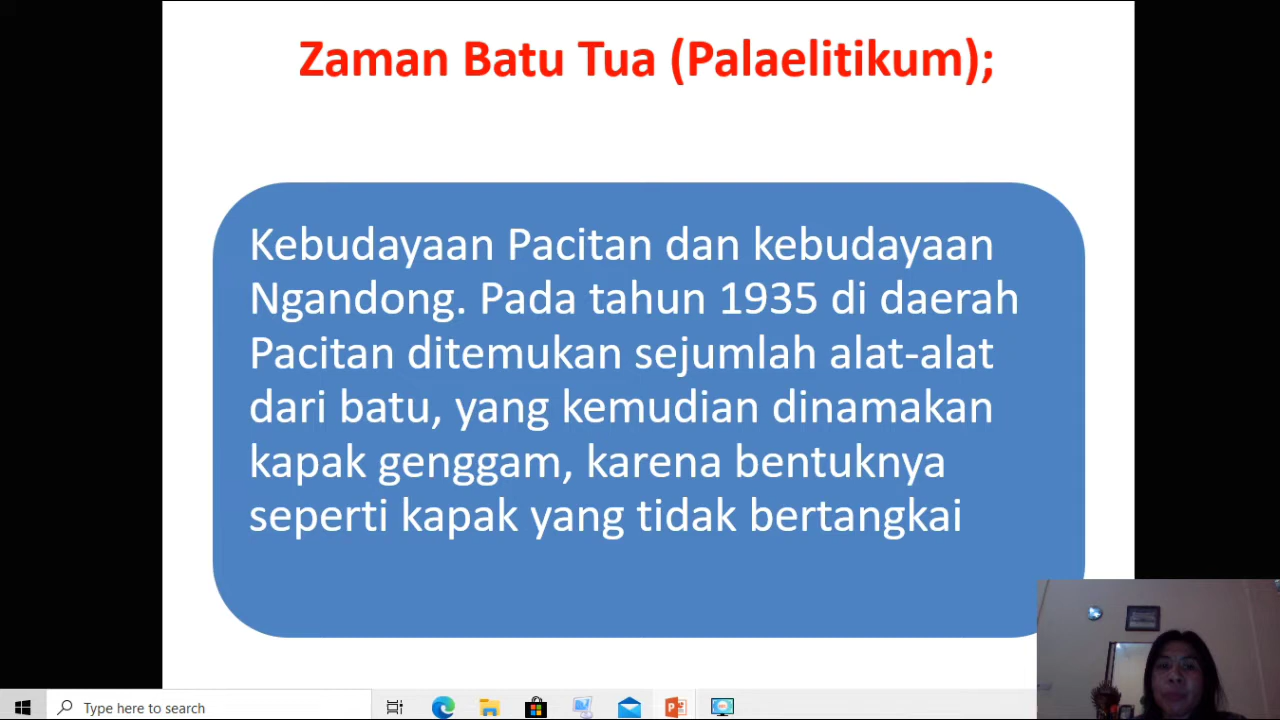 Zaman Batu Tua (Palaelitikum);
Kebudayaan Pacitan dan kebudayaan
Ngandong. Pada tahun 1935 di daerah
Pacitan ditemukan sejumlah alat-alat
dari batu, yang kemudian dinamakan
kapak genggam, karena bentuknya
seperti kapak yang tidak bertangkai
Type here to search